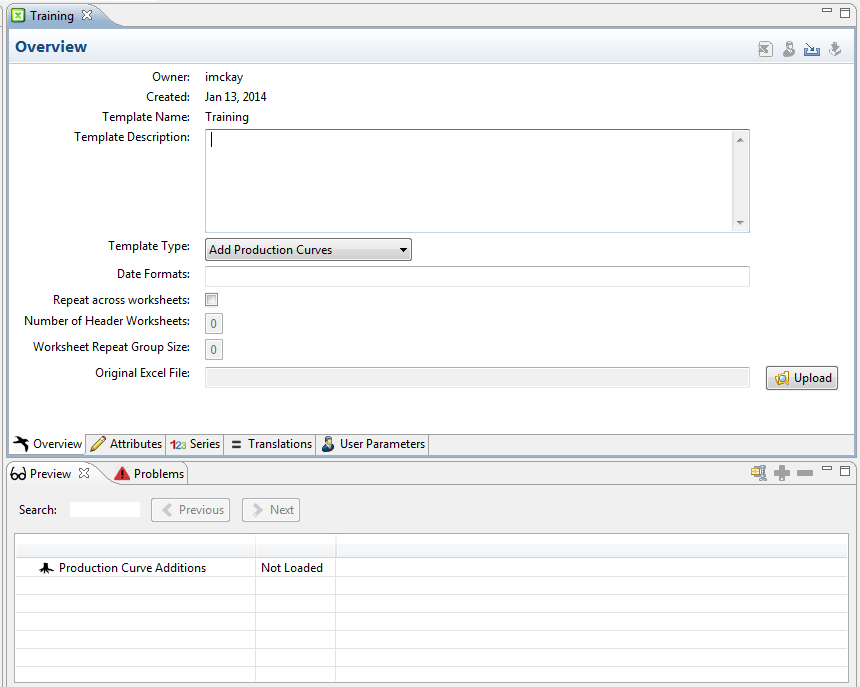 Training
Overview
Owner: imckay
Created: Jan 13, 2014
Template Name: Training
Template Description:
Template Type: Add Production Curves
Date Formats:
Repeat across worksheets:
Number of Header Worksheets: 0
Worksheet Repeat Group Size: 0
Original Excel File: Upload
Overview Attributes 123 Series Translations User Parameters
Preview Problems
Search: Previous Next
Production Curve Additions Not Loaded